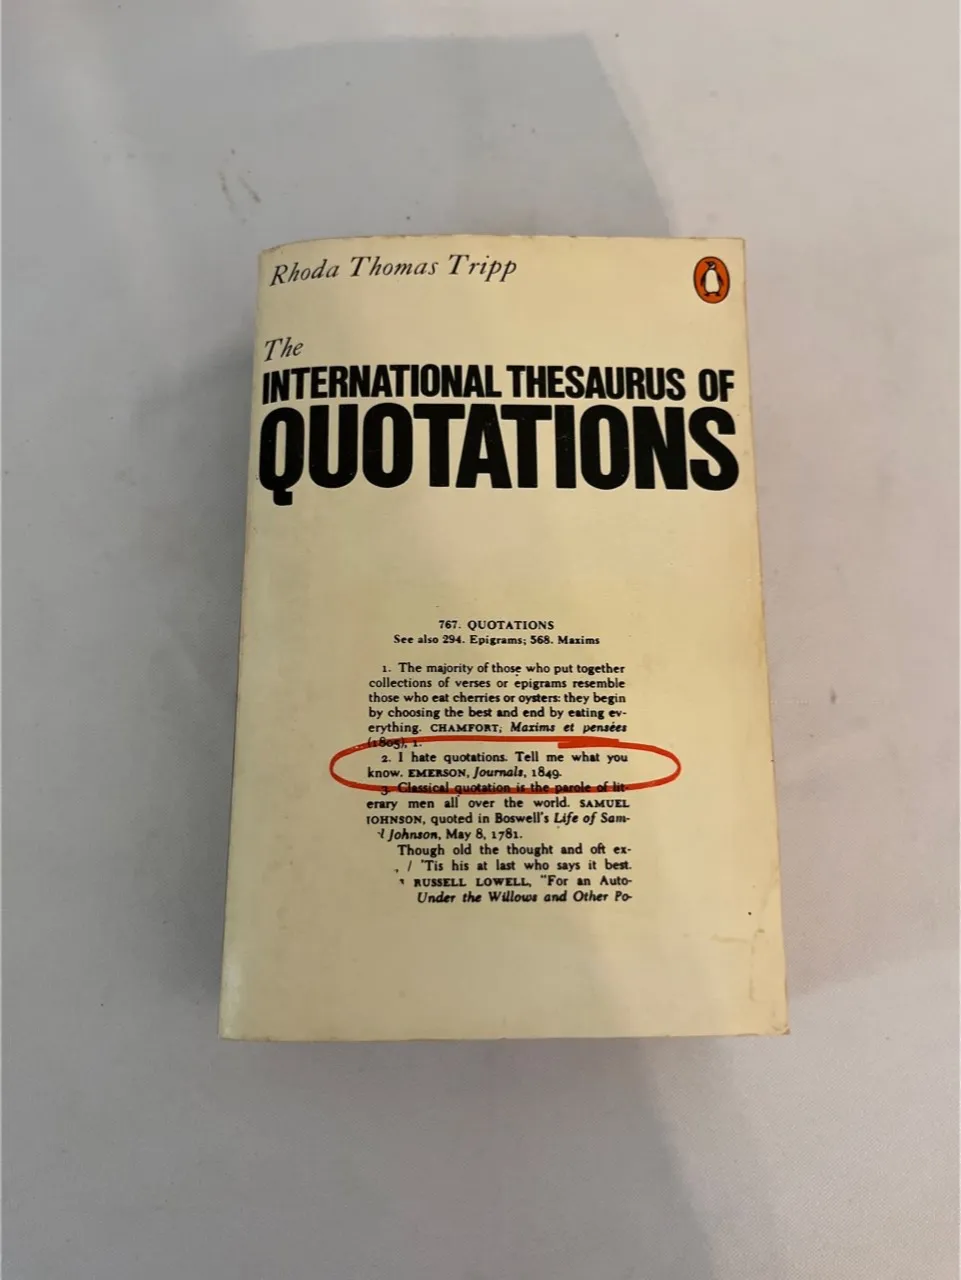 Rhoda Thomas Tripp
The
INTERNATIONAL THESAURUS OF
QUOTATIONS
767. QUOTATIONS
See also 294. Epigrams; 568. Maxims
1. The majority of those who put together
collections of verses or epigrams resemble
those who eat cherries or oysters: they begin
by choosing the best and end by eating ev-
erything. CHAMFORT, Maxims et pensées
(1805), 1.
2. I hate quotations. Tell me what you
know. EMERSON, Journals, 1849.
3. Classical quotation is the parole of lit-
erary men all over the world. SAMUEL
JOHNSON, quoted in Boswell's Life of Sam-
l Johnson, May 8, 1781.
Though old the thought and oft ex-
, / 'Tis his at last who says it best.
RUSSELL LOWELL, "For an Auto-
Under the Willows and Other Po-